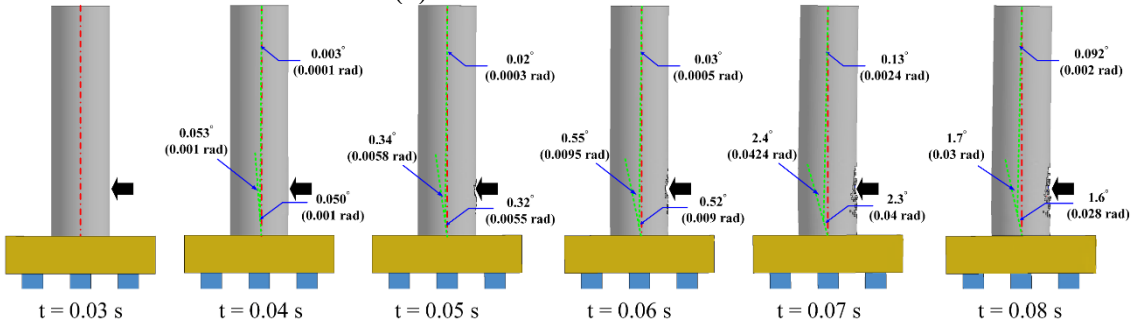 0.003°
(0.0001 rad)
0.053°
(0.001 rad)
0.050°
(0.001 rad)
0.02°
(0.0003 rad)
0.34°
(0.0058 rad)
0.32°
(0.0055 rad)
0.03°
(0.0005 rad)
0.55°
(0.0095 rad)
0.52°
(0.009 rad)
0.13°
(0.0024 rad)
2.4°
(0.0424 rad)
2.3°
(0.04 rad)
0.092°
(0.002 rad)
1.7°
(0.03 rad)
1.6°
(0.028 rad)
t = 0.03 s
t = 0.04 s
t = 0.05 s
t = 0.06 s
t = 0.07 s
t = 0.08 s